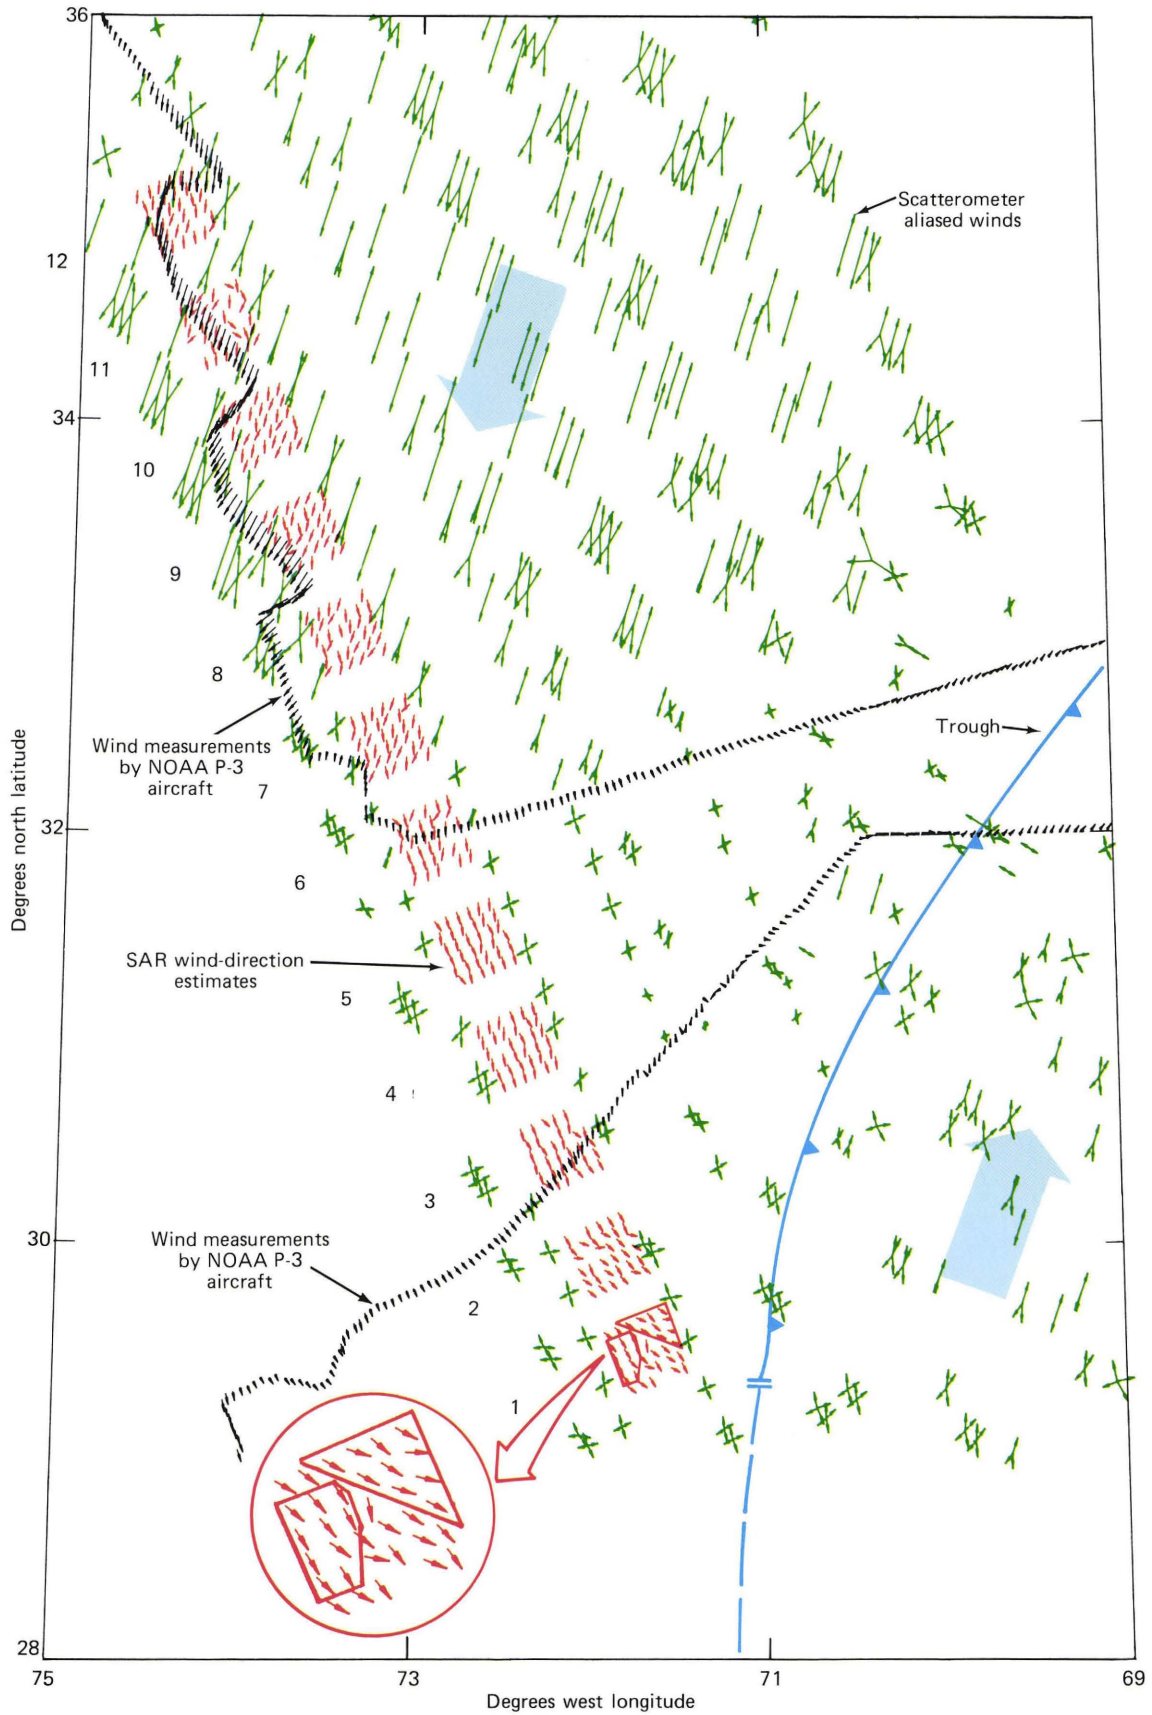 36
Scatterometer
aliased winds
12
11
34
10
9
8
Wind measurements
by NOAA P-3
aircraft
7
Trough
32
6
SAR wind-direction
estimates
5
4
3
30
Wind measurements
by NOAA P-3
aircraft
2
1
28
75
73
71
69
Degrees north latitude
Degrees west longitude